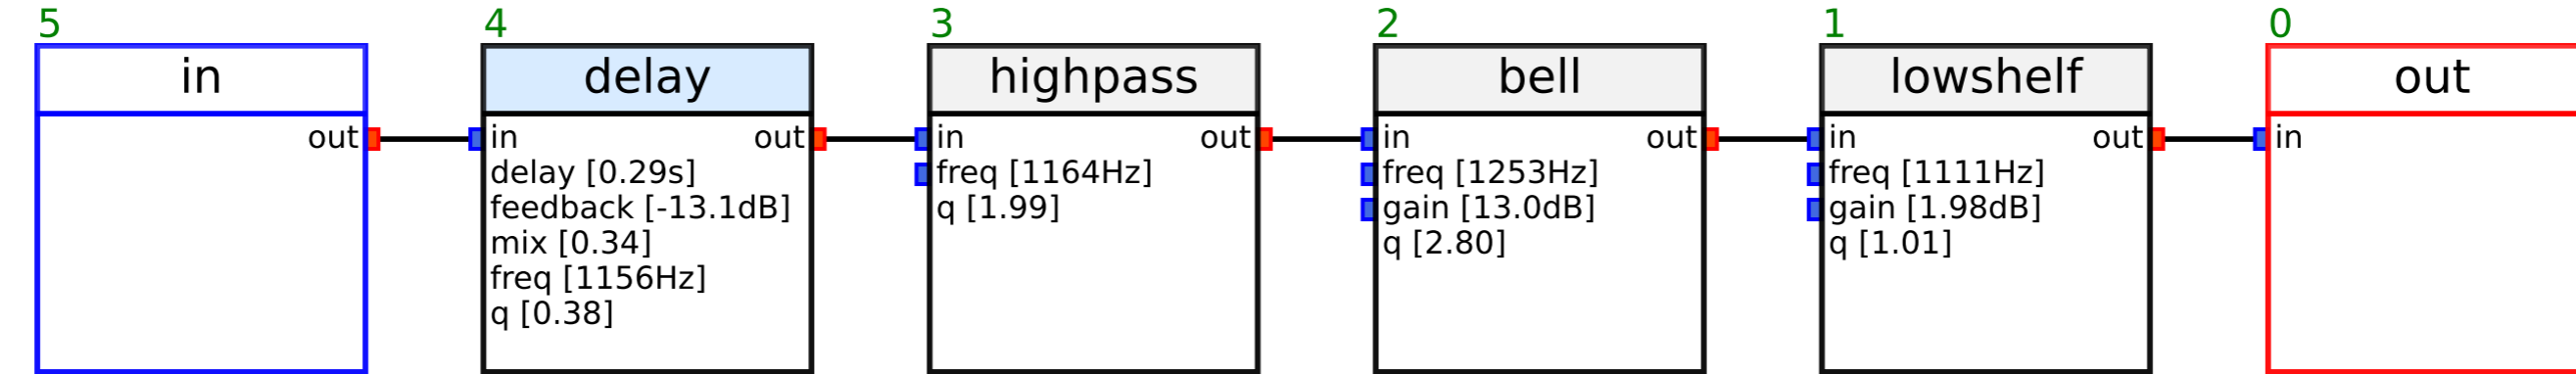 5
in
out
4
delay
in out
delay [0.29s]
feedback [-13.1dB]
mix [0.34]
freq [1156Hz]
q [0.38]
3
highpass
in out
freq [1164Hz]
q [1.99]
2
bell
in out
freq [1253Hz]
gain [13.0dB]
q [2.80]
1
lowshelf
in out
freq [1111Hz]
gain [1.98dB]
q [1.01]
0
out
in